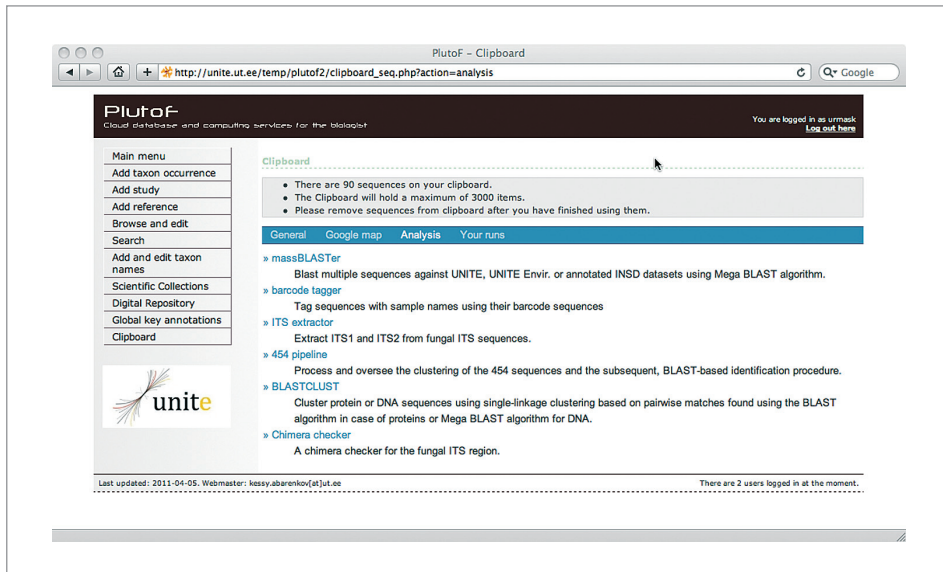 PlutoF – Clipboard
http://unite.ut.ee/temp/plutof2/clipboard_seq.php?action=analysis
Google
PlutoF
Cloud database and computing services for the biologist
You are logged in as urmask
Log out here
Main menu
Add taxon occurrence
Add study
Add reference
Browse and edit
Search
Add and edit taxon
names
Scientific Collections
Digital Repository
Global key annotations
Clipboard
unite
Clipboard
• There are 90 sequences on your clipboard.
• The Clipboard will hold a maximum of 3000 items.
• Please remove sequences from clipboard after you have finished using them.
General Google map Analysis Your runs
» massBLASTer
Blast multiple sequences against UNITE, UNITE Envir. or annotated INSD datasets using Mega BLAST algorithm.
» barcode tagger
Tag sequences with sample names using their barcode sequences
» ITS extractor
Extract ITS1 and ITS2 from fungal ITS sequences.
» 454 pipeline
Process and oversee the clustering of the 454 sequences and the subsequent, BLAST-based identification procedure.
» BLASTCLUST
Cluster protein or DNA sequences using single-linkage clustering based on pairwise matches found using the BLAST
algorithm in case of proteins or Mega BLAST algorithm for DNA.
» Chimera checker
A chimera checker for the fungal ITS region.
Last updated: 2011-04-05. Webmaster: kessy.abarenkov[at]ut.ee
There are 2 users logged in at the moment.